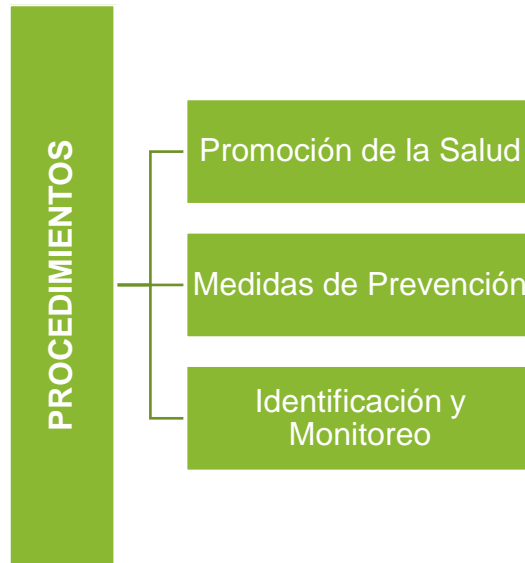 PROCEDIMIENTOS
Promoción de la Salud
Medidas de Prevención
Identificación y
Monitoreo